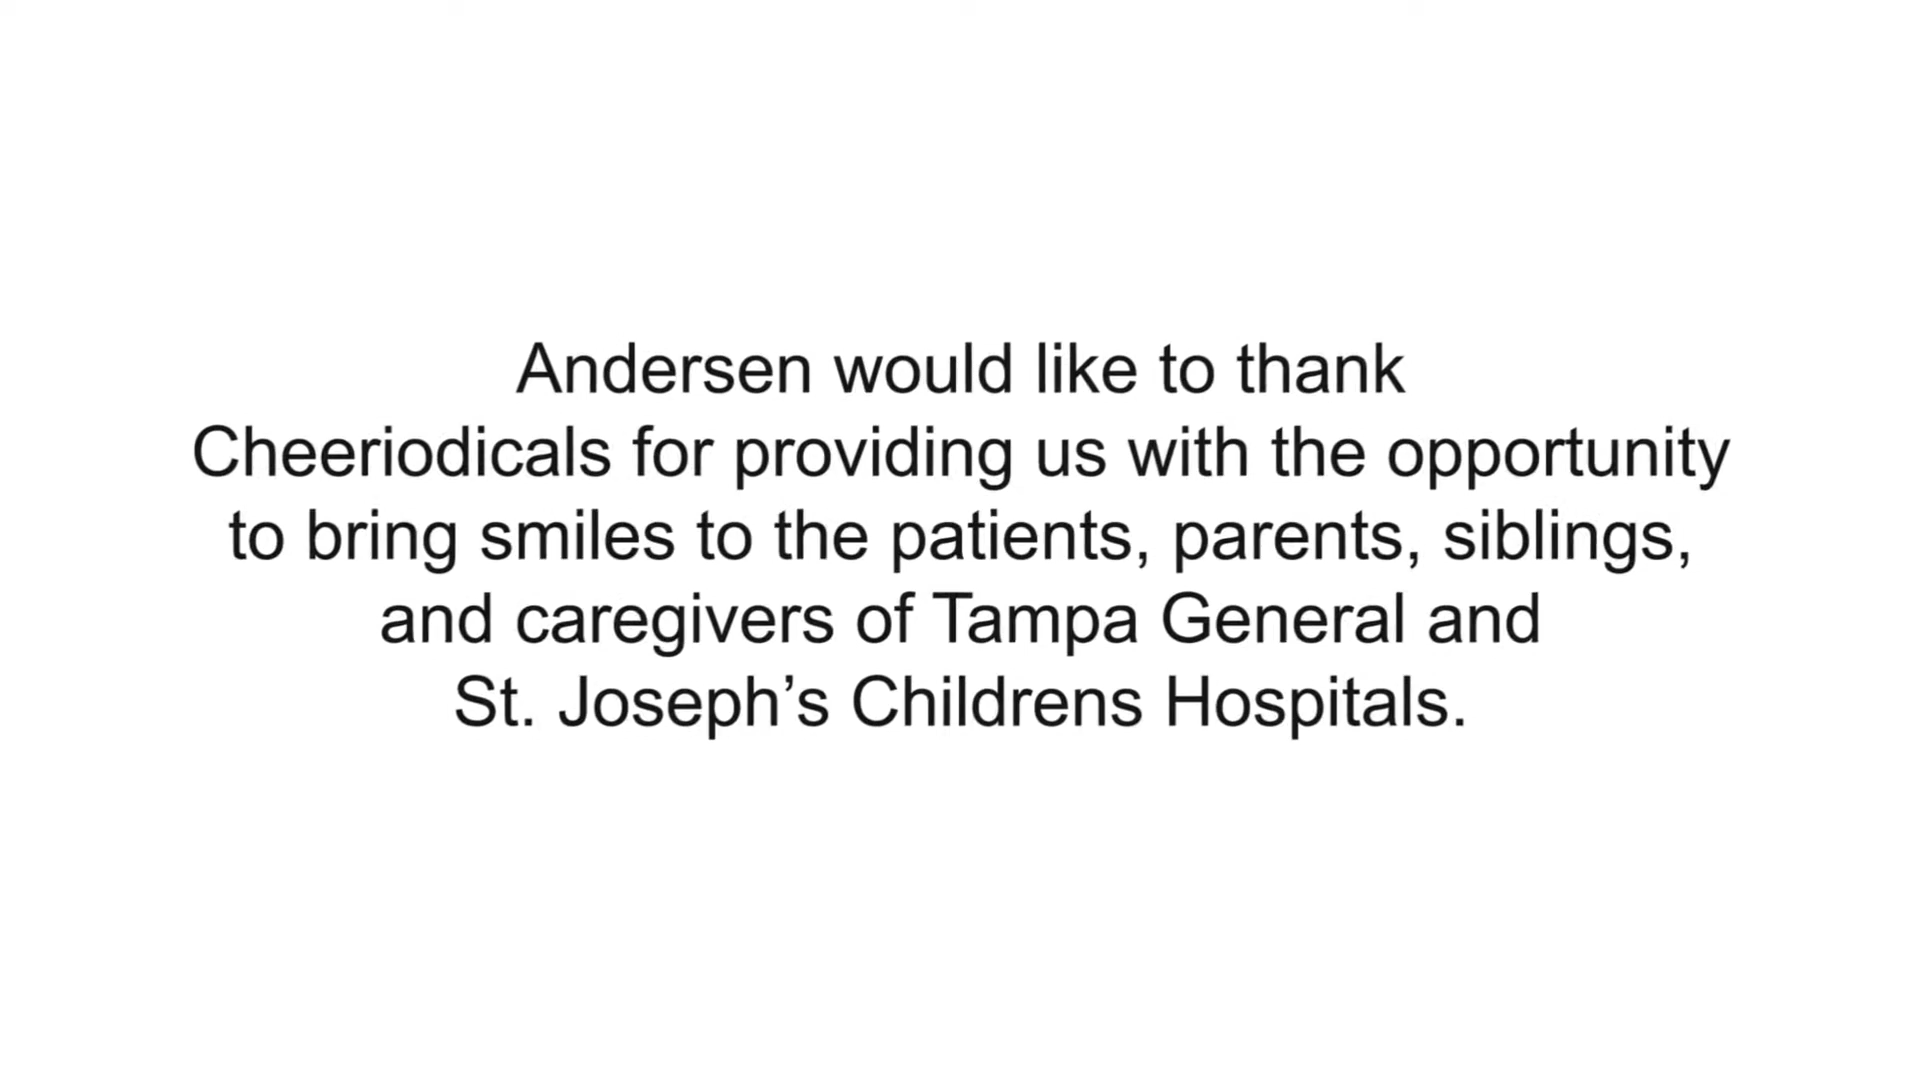 Andersen would like to thank
Cheeriodicals for providing us with the opportunity
to bring smiles to the patients, parents, siblings,
and caregivers of Tampa General and
St. Joseph’s Childrens Hospitals.